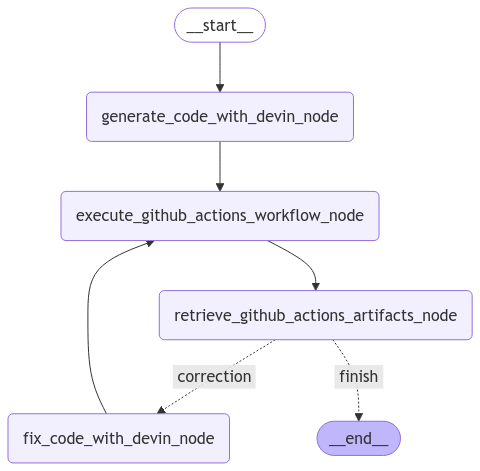 __start__
generate_code_with_devin_node
execute_github_actions_workflow_node
retrieve_github_actions_artifacts_node
correction
finish
fix_code_with_devin_node
__end__